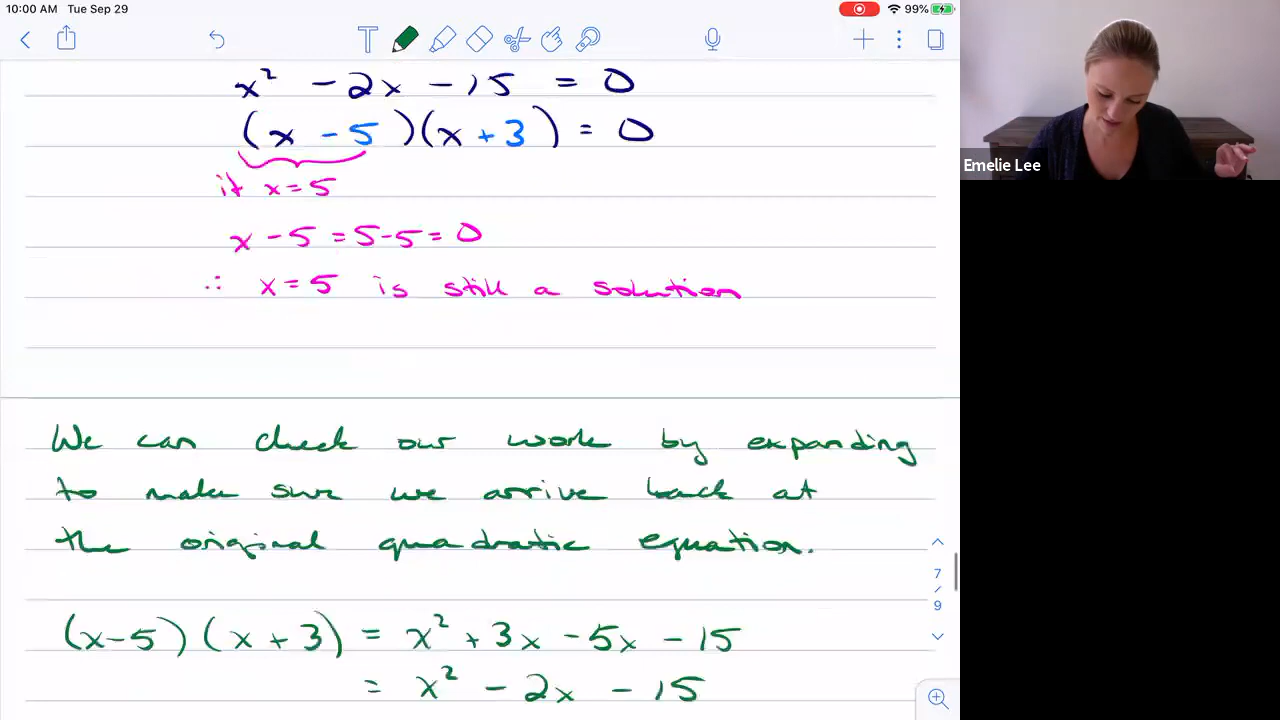 10:00 AM Tue Sep 29
99%
x² - 2x - 15 = 0
(x - 5)(x + 3) = 0
if x = 5
x - 5 = 5 - 5 = 0
∴ x = 5 is still a solution
Emelie Lee
We can check our work by expanding
to make sure we arrive back at
the original quadratic equation.
7
/
9
(x-5) (x + 3) = x² + 3x - 5x - 15
= x² - 2x - 15